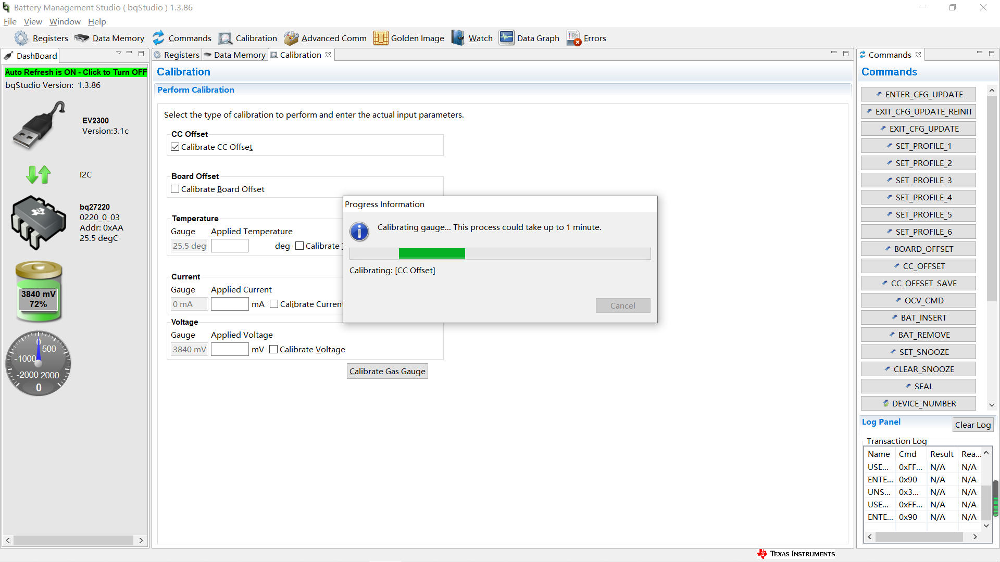 Battery Management Studio ( bqStudio ) 1.3.86
File View Window Help
Registers Data Memory Commands Calibration Advanced Comm Golden Image Watch Data Graph Errors
DashBoard
Auto Refresh is ON - Click to Turn OFF
bqStudio Version: 1.3.86
EV2300
Version:3.1c
I2C
bq27220
0220_0_03
Addr: 0xAA
25.5 degC
3840 mV
72%
0
500
-1000
-2000 2000
0
Registers Data Memory Calibration
Calibration
Perform Calibration
Select the type of calibration to perform and enter the actual input parameters.
CC Offset
Calibrate CC Offset
Board Offset
Calibrate Board Offset
Temperature
Gauge Applied Temperature
25.5 deg deg Calibrate
Current
Gauge Applied Current
0 mA mA Calibrate Current
Voltage
Gauge Applied Voltage
3840 mV mV Calibrate Voltage
Calibrate Gas Gauge
Progress Information
Calibrating gauge... This process could take up to 1 minute.
Calibrating: [CC Offset]
Cancel
Commands
Commands
ENTER_CFG_UPDATE
EXIT_CFG_UPDATE_REINIT
EXIT_CFG_UPDATE
SET_PROFILE_1
SET_PROFILE_2
SET_PROFILE_3
SET_PROFILE_4
SET_PROFILE_5
SET_PROFILE_6
BOARD_OFFSET
CC_OFFSET
CC_OFFSET_SAVE
OCV_CMD
BAT_INSERT
BAT_REMOVE
SET_SNOOZE
CLEAR_SNOOZE
SEAL
DEVICE_NUMBER
Log Panel Clear Log
Transaction Log
Name Cmd Result Rea...
USE... 0xFF... N/A N/A
ENTE... 0x90 N/A N/A
UNS... 0x3... N/A N/A
USE... 0xFF... N/A N/A
ENTE... 0x90 N/A N/A
TEXAS INSTRUMENTS